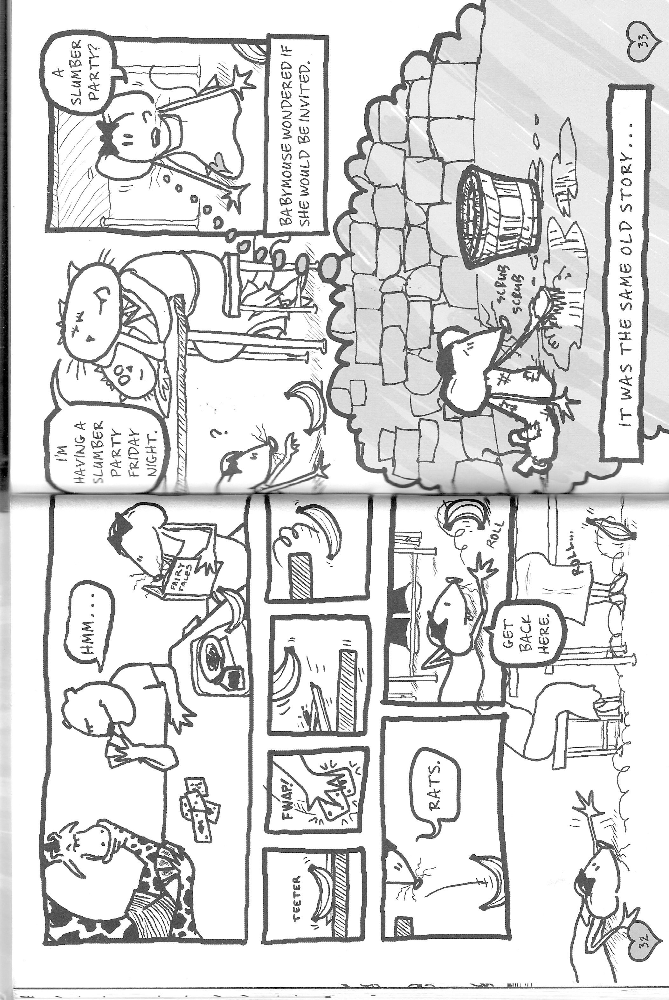 HMM...
FAIRY
TALES
TEETER
FWAP!
RATS.
GET
BACK
HERE.
ROLL
ROLL...
32
I'M
HAVING A
SLUMBER
PARTY
FRIDAY
NIGHT.
?
A
SLUMBER
PARTY?
BABYMOUSE WONDERED IF
SHE WOULD BE INVITED.
SCRUB
SCRUB
IT WAS THE SAME OLD STORY....
33